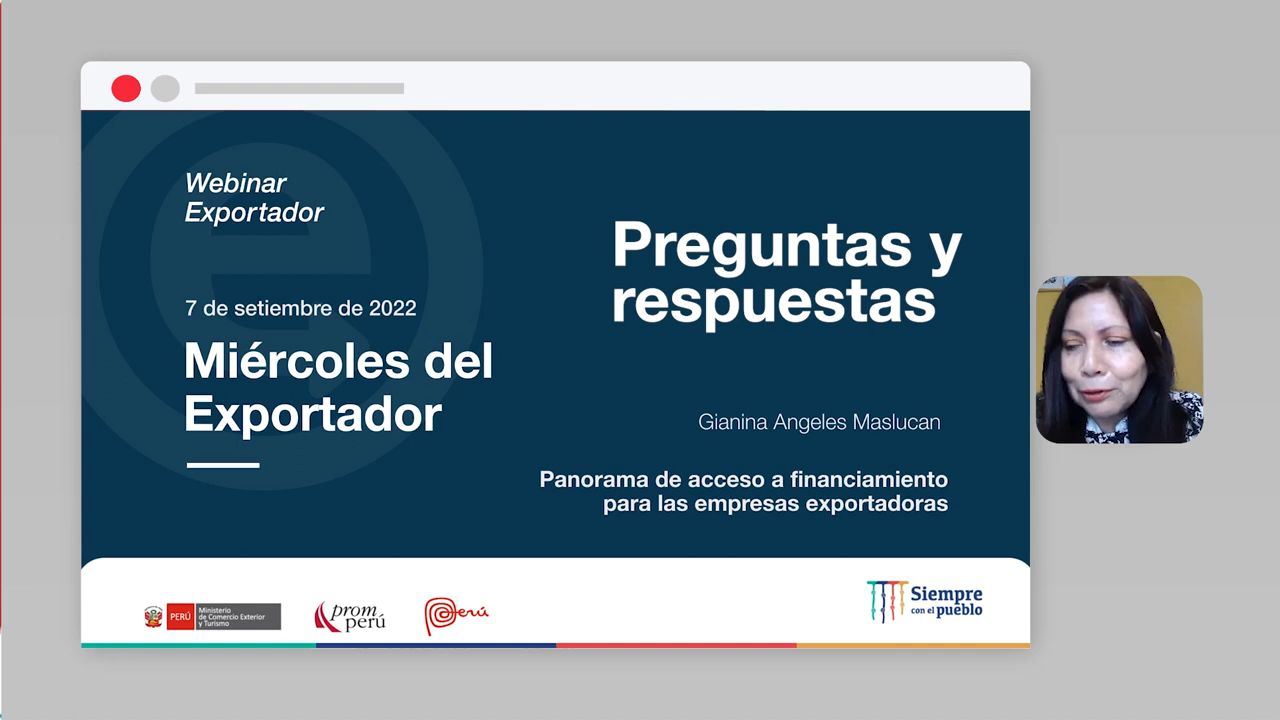 Webinar
Exportador
7 de setiembre de 2022
Miércoles del
Exportador
Preguntas y
respuestas
Gianina Angeles Maslucan
Panorama de acceso a financiamiento
para las empresas exportadoras
PERÚ
Ministerio
de Comercio Exterior
y Turismo
prom
perú
Perú
Siempre
con el pueblo